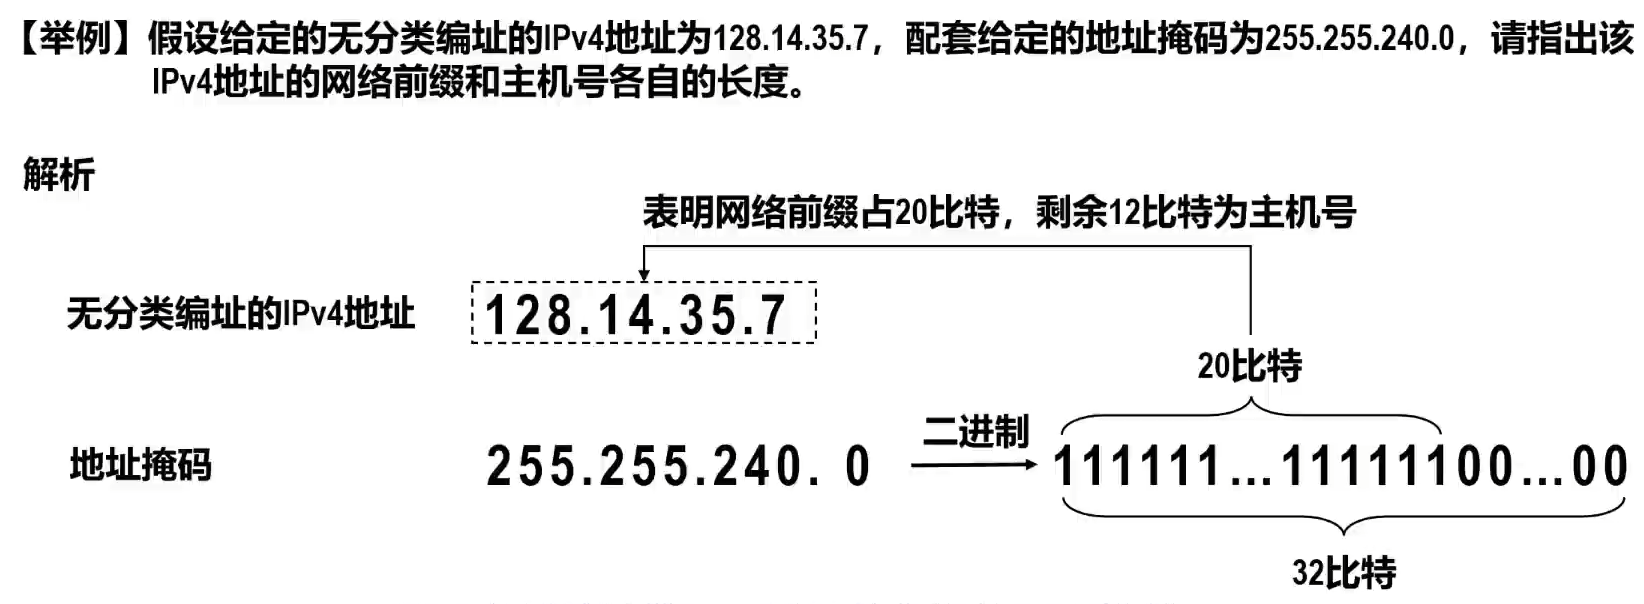 【举例】假设给定的无分类编址的IPv4地址为128.14.35.7，配套给定的地址掩码为255.255.240.0，请指出该
IPv4地址的网络前缀和主机号各自的长度。
解析
表明网络前缀占20比特，剩余12比特为主机号
无分类编址的IPv4地址
128.14.35.7
20比特
地址掩码
255.255.240. 0
二进制
111111...111111100...00
32比特